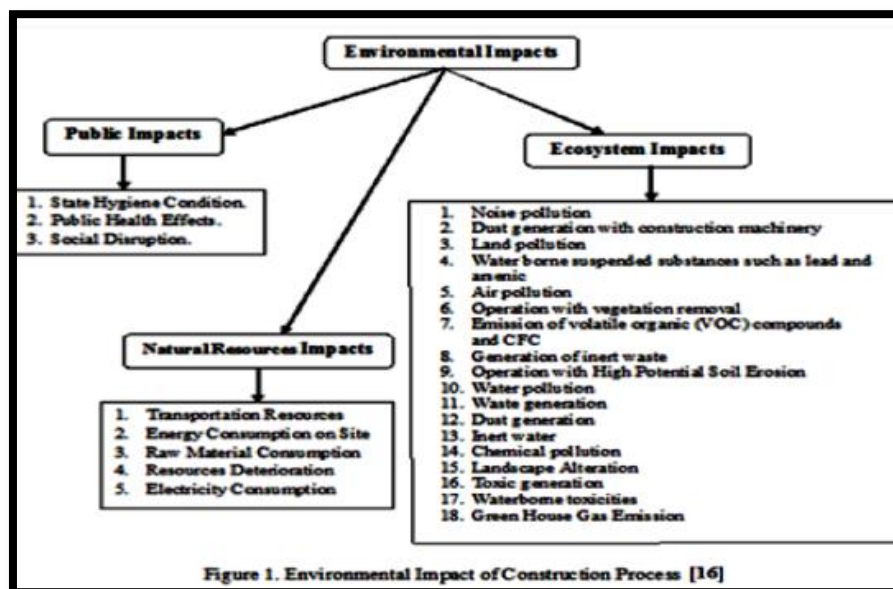 Environmental Impacts
Public Impacts
1. State Hygiene Condition.
2. Public Health Effects.
3. Social Disruption.
Natural Resources Impacts
1. Transportation Resources
2. Energy Consumption on Site
3. Raw Material Consumption
4. Resources Deterioration
5. Electricity Consumption
Ecosystem Impacts
1. Noise pollution
2. Dust generation with construction machinery
3. Land pollution
4. Water borne suspended substances such as lead and
arsenic
5. Air pollution
6. Operation with vegetation removal
7. Emission of volatile organic (VOC) compounds
and CFC
8. Generation of inert waste
9. Operation with High Potential Soil Erosion
10. Water pollution
11. Waste generation
12. Dust generation
13. Inert water
14. Chemical pollution
15. Landscape Alteration
16. Toxic generation
17. Waterborne toxicities
18. Green House Gas Emission
Figure 1. Environmental Impact of Construction Process [16]